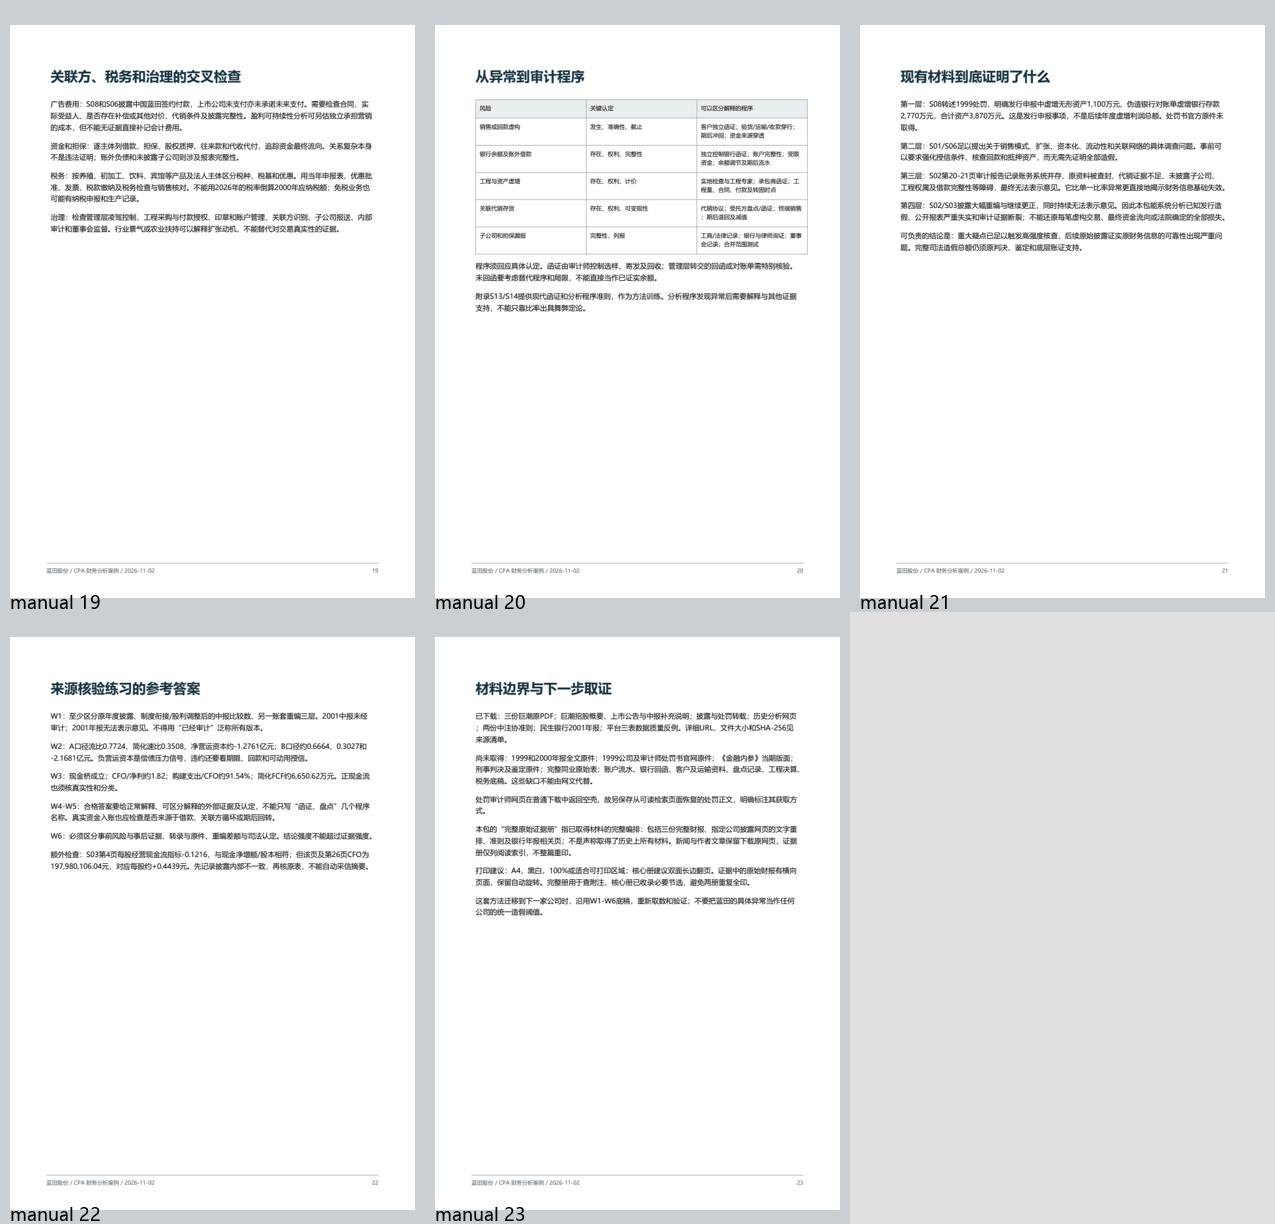 关联方、税务和治理的交叉检查
广告费用：S08和S06披露中国蓝田签约付款，上市公司未支付亦未承诺未来支付。需要检查合同、实
际受益人、是否存在补偿或其他对价、代销条件及披露完整性。盈利可持续性分析可另估独立承担营销
的成本，但不能无证据直接补记会计费用。
资金和担保：逐主体列借款、担保、股权质押、往来款和代收代付，追踪资金最终流向。关系复杂本身
不是违法证明；账外负债和未披露子公司则涉及报表完整性。
税务：按养殖、初加工、饮料、宾馆等产品及法人主体区分税种、税基和优惠。用当年申报表、优惠批
准、发票、税款缴纳及税务检查与销售核对。不能用2026年的税率倒算2000年应纳税额；免税业务也
可能有纳税申报和生产记录。
治理：检查管理层凌驾控制、工程采购与付款授权、印章和账户管理、关联方识别、子公司报送、内部
审计和董事会监督。行业景气或农业扶持可以解释扩张动机，不能替代对交易真实性的证据。
蓝田股份 / CPA 财务分析案例 / 2026-11-02
19
manual 19
从异常到审计程序
风险
关键认定
可以区分解释的程序
销售或回款虚构
发生、准确性、截止
客户独立函证；验货/运输/收款穿行；
期后冲回；资金来源穿透
银行余额及账外借款
存在、权利、完整性
独立控制银行函证；账户完整性；受限
资金；余额调节及期后流水
工程与资产虚增
存在、权利、计价
实地检查与工程专家；承包商函证；工
程量、合同、付款及转固时点
关联代销存货
存在、权利、可变现性
代销协议；受托方盘点/函证；终端销售
；期后退回及减值
子公司和担保漏报
完整性、列报
工商/法律记录；银行与律师询证；董事
会记录；合并范围测试
程序须回应具体认定。函证由审计师控制选样、寄发及回收；管理层转交的回函或对账单需特别核验。
未回函要考虑替代程序和局限，不能直接当作已证实余额。
附录S13/S14提供现代函证和分析程序准则，作为方法训练。分析程序发现异常后需要解释与其他证据
支持，不能只靠比率出具舞弊定论。
蓝田股份 / CPA 财务分析案例 / 2026-11-02
20
manual 20
现有材料到底证明了什么
第一层：S08转述1999处罚，明确发行申报中虚增无形资产1,100万元、伪造银行对账单虚增银行存款
2,770万元，合计资产3,870万元。这是发行申报事项，不是后续年度虚增利润总额。处罚书官方原件未
取得。
第二层：S01/S06足以提出关于销售模式、扩张、资本化、流动性和关联网络的具体调查问题。事前可
以要求强化授信条件、核查回款和抵押资产，而无需先证明全部造假。
第三层：S02第20-21页审计报告记录账务系统并存、原资料被查封、代销证据不足、未披露子公司、
工程权属及借款完整性等障碍，最终无法表示意见。它比单一比率异常更直接地揭示财务信息基础失效。
第四层：S02/S03披露大幅重编与继续更正，同时持续无法表示意见。因此本包能系统分析已知发行造
假、公开报表严重失实和审计证据断裂；不能还原每笔虚构交易、最终资金流向或法院确定的全部损失。
可负责的结论是：重大疑点已足以触发高强度核查，后续原始披露证实原财务信息的可靠性出现严重问
题。完整司法造假总额仍须原判决、鉴定和底层账证支持。
蓝田股份 / CPA 财务分析案例 / 2026-11-02
21
manual 21
来源核验练习的参考答案
W1：至少区分原年度披露、制度衔接/股利调整后的中报比较数、另一账套重编三层。2001中报未经
审计；2001年报无法表示意见。不得用“已经审计”泛称所有版本。
W2：A口径流比0.7724、简化速比0.3508，净营运资本约-1.2761亿元；B口径约0.6664、0.3027和
-2.1681亿元。负营运资本是偿债压力信号，违约还要看期限、回款和可动用授信。
W3：现金桥成立；CFO/净利约1.82；购建支出/CFO约91.54%；简化FCF约6,650.62万元。正现金流
也须核真实性和分类。
W4-W5：合格答案要给正常解释、可区分解释的外部证据及认定，不能只写“函证、盘点”几个程序
名称。真实资金入账也应检查是否来源于借款、关联方循环或期后回转。
W6：必须区分事前风险与事后证据、转录与原件、重编差额与司法认定。结论强度不能超过证据强度。
额外检查：S03第4页每股经营现金流指标-0.1216，与现金净增额/股本相符；但该页及第26页CFO为
197,980,106.04元，对应每股约+0.4439元。先记录披露内部不一致，再核原表，不能自动采信摘要。
蓝田股份 / CPA 财务分析案例 / 2026-11-02
22
manual 22
材料边界与下一步取证
已下载：三份巨潮原PDF；巨潮招股概要、上市公告与中报补充说明；披露与处罚转载；历史分析网页
；两份中注协准则；民生银行2001年报；平台三表数据质量反例。详细URL、文件大小和SHA-256见
来源清单。
尚未取得：1999和2000年报全文原件；1999公司及审计师处罚书官网原件；《金融内参》当期版面；
刑事判决及鉴定原件；完整同业原始表；账户流水、银行回函、客户及运输资料、盘点记录、工程决算、
税务底稿。这些缺口不能由网文代替。
处罚审计师网页在普通下载中返回空壳，故另保存从可读检索页面恢复的处罚正文，明确标注其获取方
式。
本包的“完整原始证据册”指已取得材料的完整编排：包括三份完整财报、指定公司披露网页的文字重
排、准则及银行年报相关页；不是声称取得了历史上所有材料。新闻与作者文章保留下载原网页，证据
册仅列阅读索引，不整篇重印。
打印建议：A4，黑白，100%或适合可打印区域；核心册建议双面长边翻页。证据中的原始财报有横向
页面，保留自动旋转。完整册用于查附注，核心册已收录必要节选，避免两册重复全印。
这套方法迁移到下一家公司时，沿用W1-W6底稿，重新取数和验证；不要把蓝田的具体异常当作任何
公司的统一造假阈值。
蓝田股份 / CPA 财务分析案例 / 2026-11-02
23
manual 23